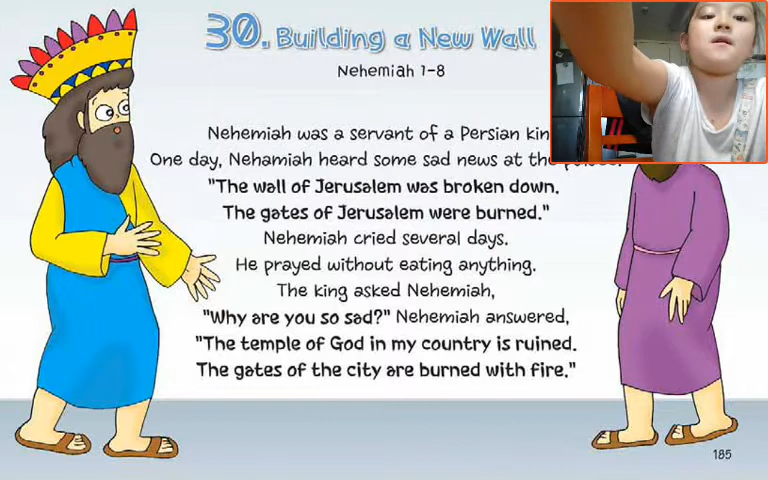 30. Building a New Wall
Nehemiah 1-8
Nehemiah was a servant of a Persian
One day, Nehamiah heard some sad news at the
"The wall of Jerusalem was broken down.
The gates of Jerusalem were burned."
Nehemiah cried several days.
He prayed without eating anything.
The king asked Nehemiah,
"Why are you so sad?" Nehemiah answered,
"The temple of God in my country is ruined.
The gates of the city are burned with fire."
185